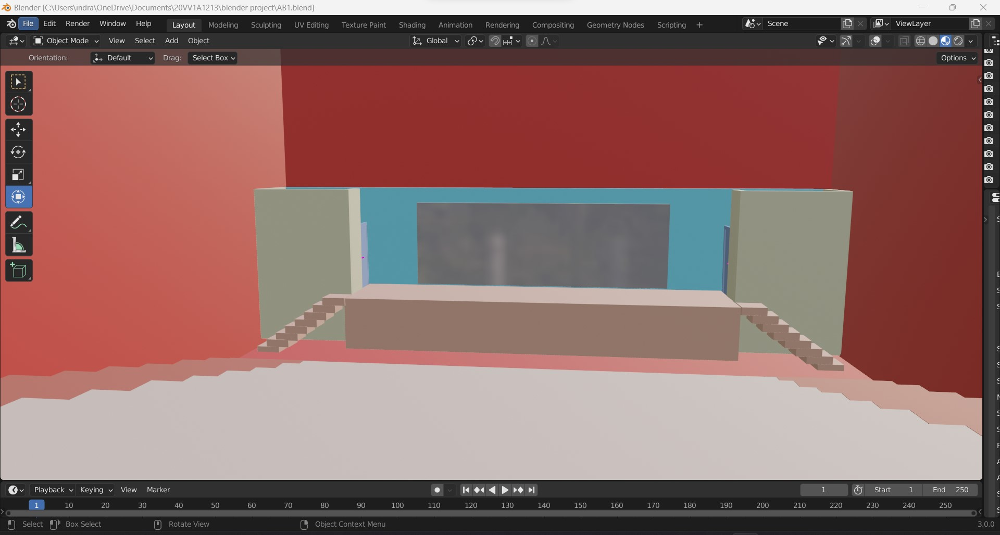 Blender [C:\Users\indra\OneDrive\Documents\20VV1A1213\blender project\AB1.blend]
File Edit Render Window Help Layout Modeling Sculpting UV Editing Texture Paint Shading Animation Rendering Compositing Geometry Nodes Scripting + Scene ViewLayer
Object Mode View Select Add Object Global
Orientation: Default Drag: Select Box Options
Playback Keying View Marker 1 Start 1 End 250
1 10 20 30 40 50 60 70 80 90 100 110 120 130 140 150 160 170 180 190 200 210 220 230 240 250
Select Box Select Rotate View Object Context Menu 3.0.0